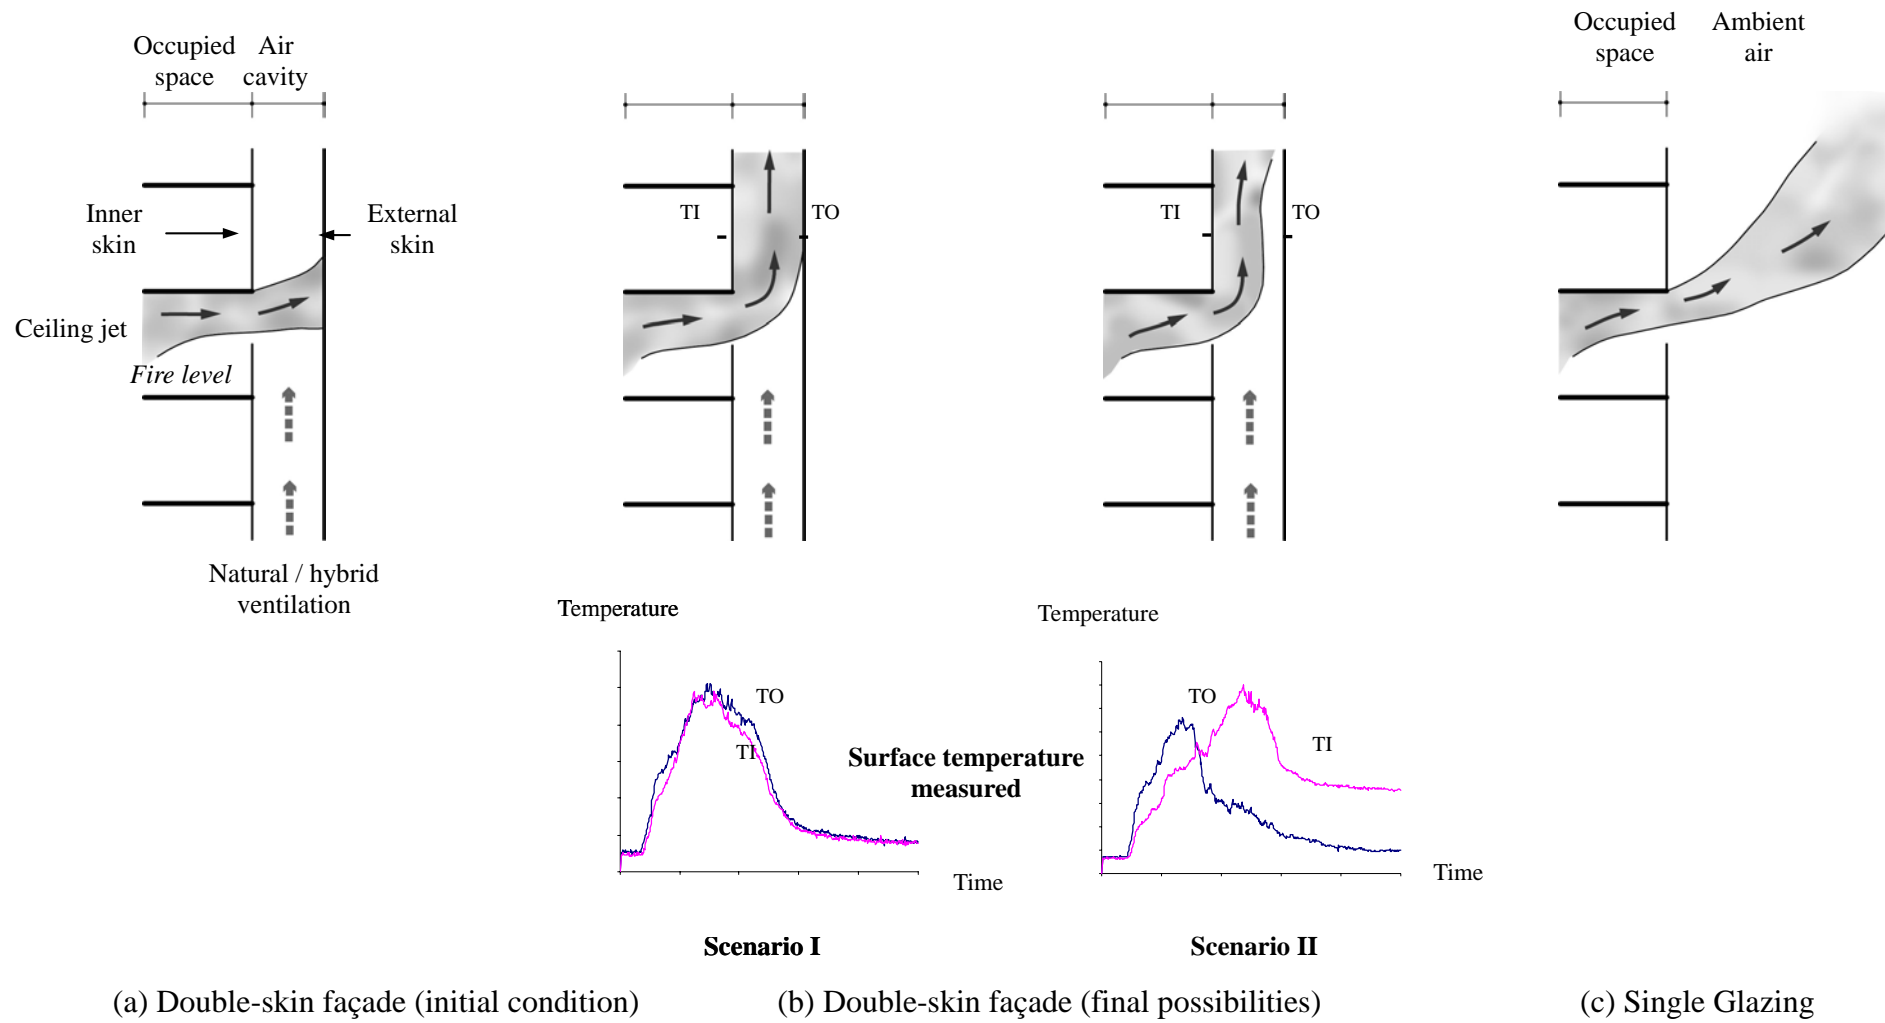 Occupied
space
Air
cavity
Inner
skin
External
skin
Ceiling jet
Fire level
Natural / hybrid
ventilation
TI
TO
TI
TO
Occupied
space
Ambient
air
Temperature
TO
TI
Time
Surface temperature
measured
Temperature
TO
TI
Time
Scenario I
Scenario II
(a) Double-skin façade (initial condition)
(b) Double-skin façade (final possibilities)
(c) Single Glazing